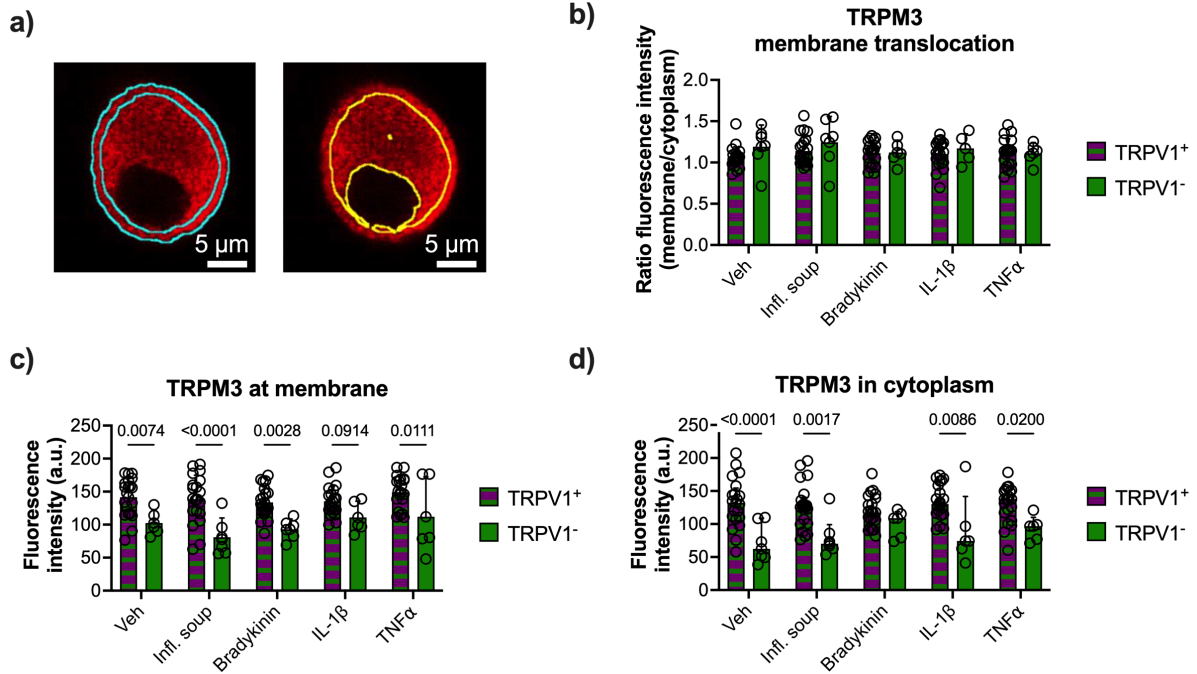 a)
5 µm
5 µm
b)
TRPM3
membrane translocation
Ratio fluorescence intensity
(membrane/cytoplasm)
2.0
1.5
1.0
0.5
0.0
Veh
Infl. soup
Bradykinin
IL-1β
TNFα
TRPV1+
TRPV1-
c)
TRPM3 at membrane
Fluorescence
intensity (a.u.)
250
200
150
100
50
0
0.0074
<0.0001
0.0028
0.0914
0.0111
Veh
Infl. soup
Bradykinin
IL-1β
TNFα
TRPV1+
TRPV1-
d)
TRPM3 in cytoplasm
Fluorescence
intensity (a.u.)
250
200
150
100
50
0
<0.0001
0.0017
0.0086
0.0200
Veh
Infl. soup
Bradykinin
IL-1β
TNFα
TRPV1+
TRPV1-